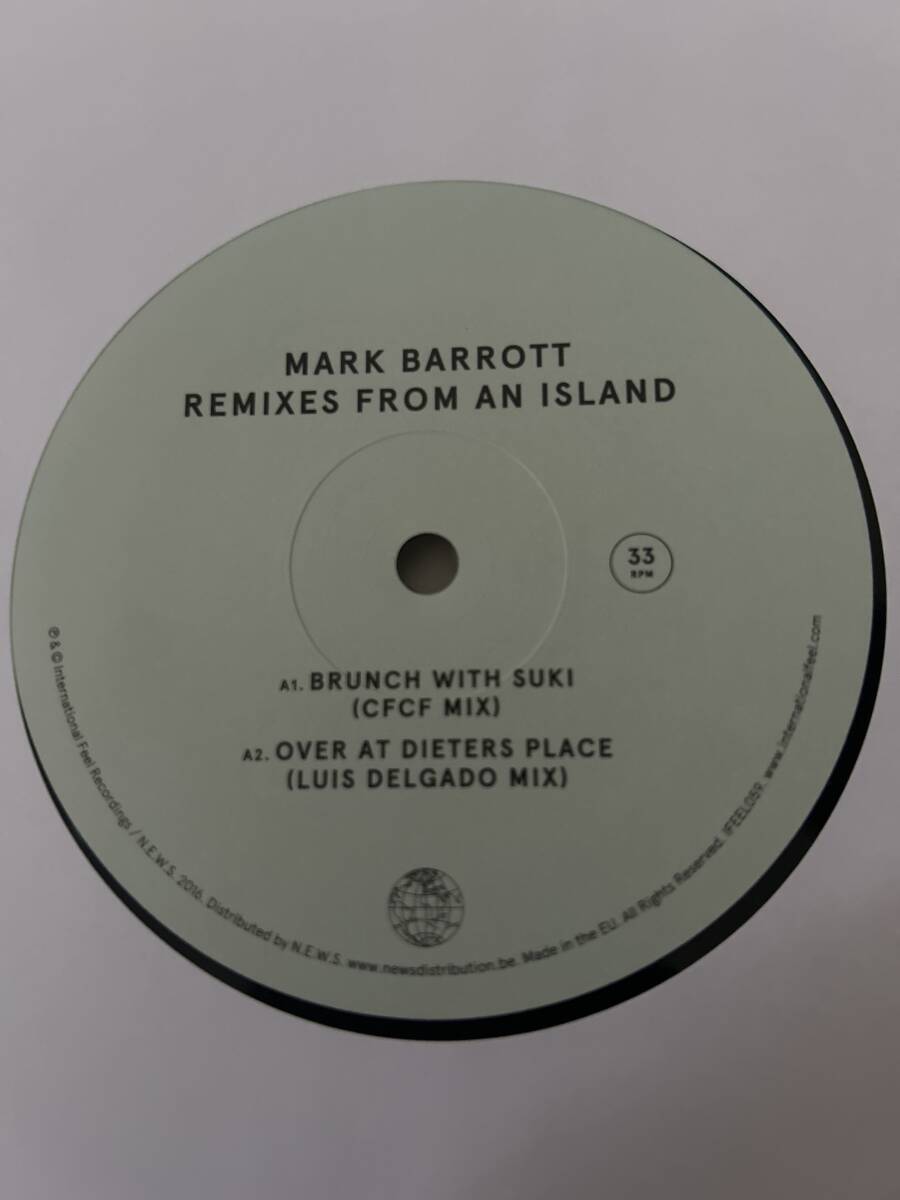 MARK BARROTT
REMIXES FROM AN ISLAND
33
RPM
A1. BRUNCH WITH SUKI
(CFCF MIX)
A2. OVER AT DIETERS PLACE
(LUIS DELGADO MIX)
℗ & © International Feel Recordings / N.E.W.S. 2016. Distributed by N.E.W.S. www.newsdistribution.be. Made in the EU. All Rights Reserved. IFEEL059. www.internationalfeel.com